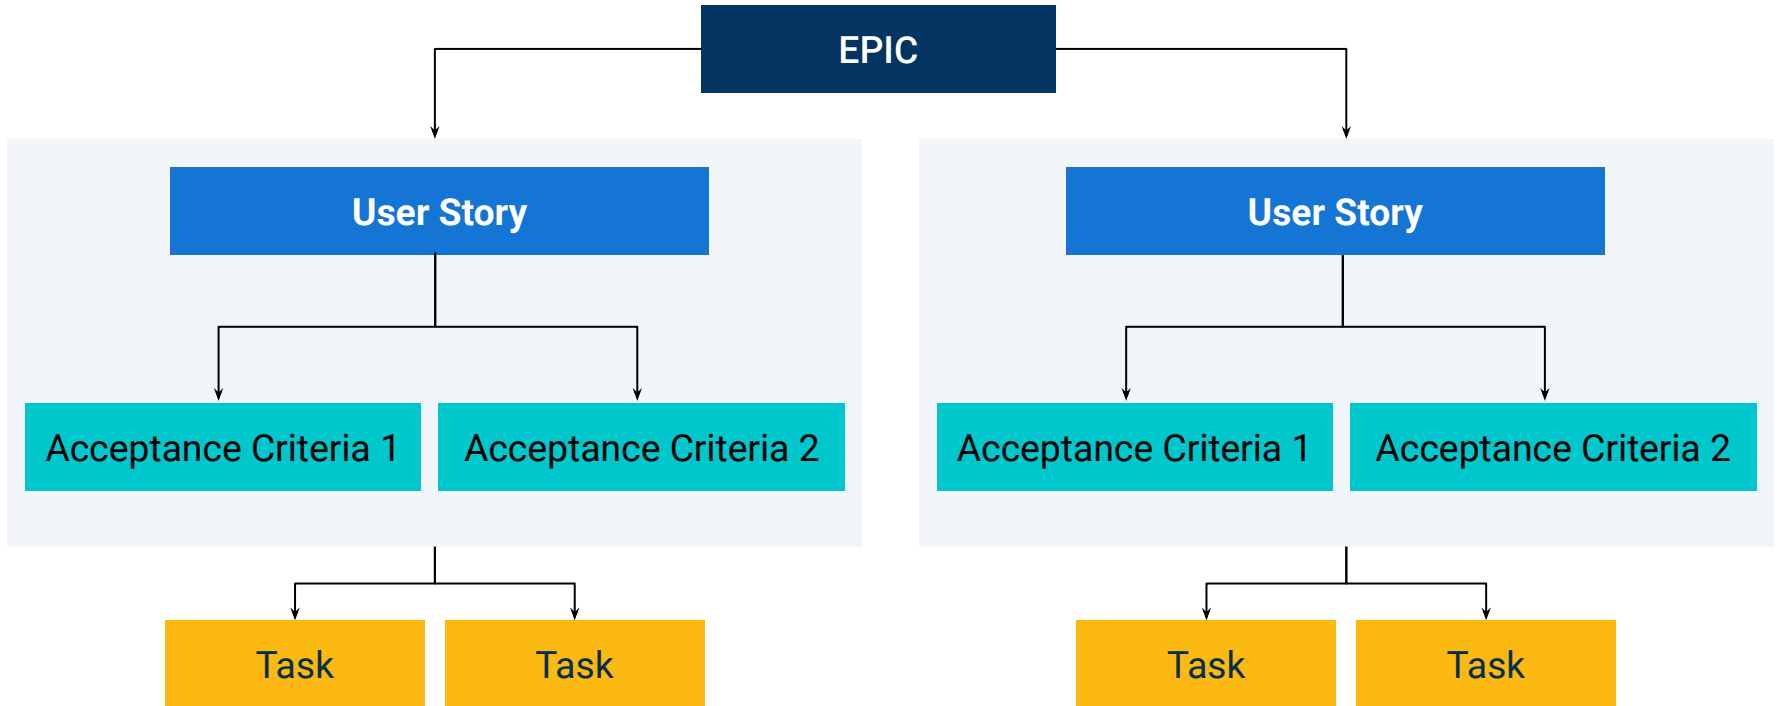 EPIC
User Story
User Story
Acceptance Criteria 1
Acceptance Criteria 2
Acceptance Criteria 1
Acceptance Criteria 2
Task
Task
Task
Task